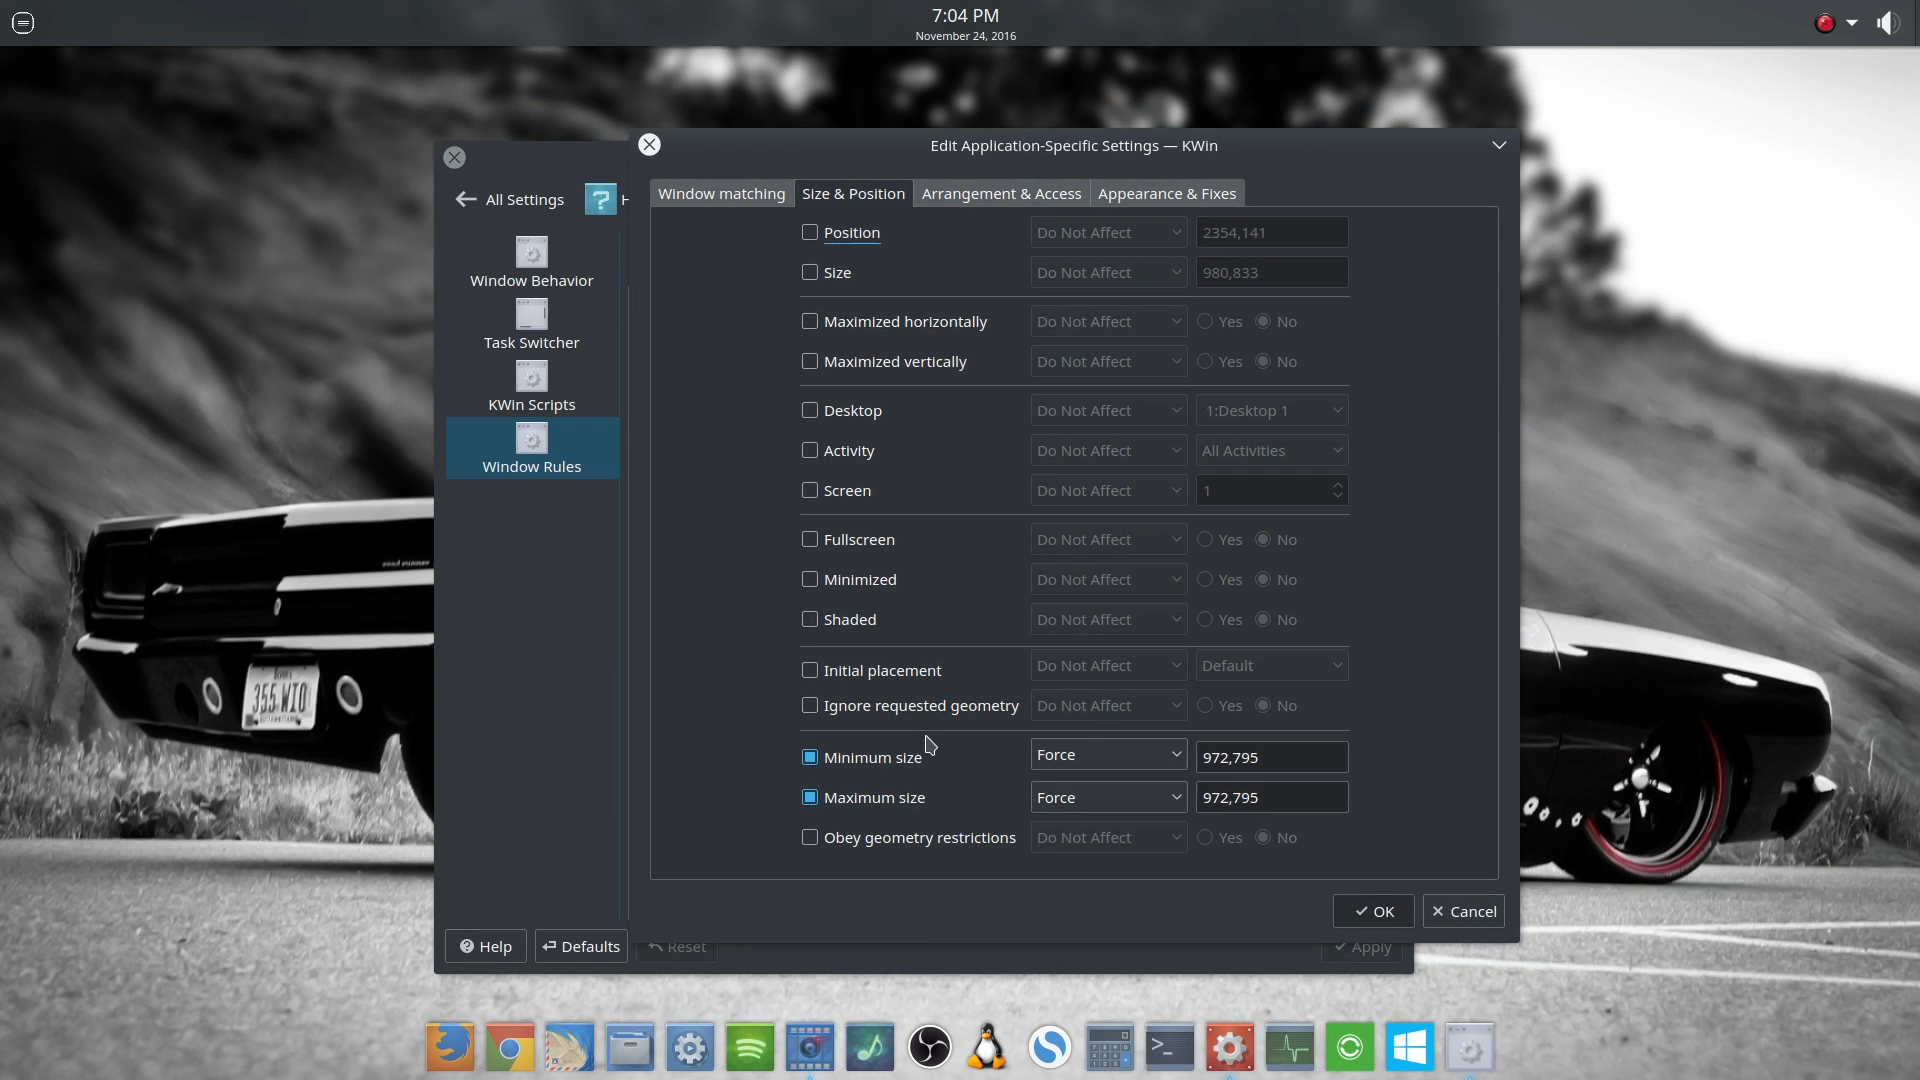 7:04 PM
November 24, 2016
Edit Application-Specific Settings — KWin
All Settings
?
H
Window Behavior
Task Switcher
KWin Scripts
Window Rules
Window matching
Size & Position
Arrangement & Access
Appearance & Fixes
Position Do Not Affect 2354,141
Size Do Not Affect 980,833
Maximized horizontally Do Not Affect Yes No
Maximized vertically Do Not Affect Yes No
Desktop Do Not Affect 1:Desktop 1
Activity Do Not Affect All Activities
Screen Do Not Affect 1
Fullscreen Do Not Affect Yes No
Minimized Do Not Affect Yes No
Shaded Do Not Affect Yes No
Initial placement Do Not Affect Default
Ignore requested geometry Do Not Affect Yes No
Minimum size Force 972,795
Maximum size Force 972,795
Obey geometry restrictions Do Not Affect Yes No
OK Cancel
Help Defaults Reset Apply
road runner
355 WIO